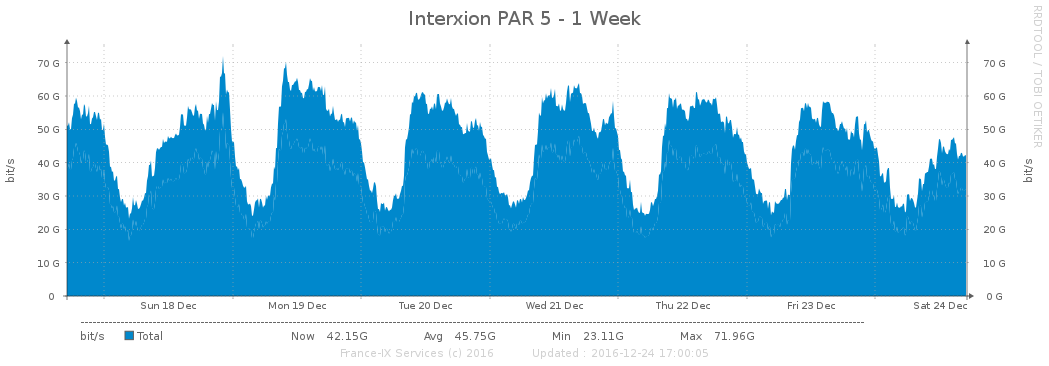 Interxion PAR 5 - 1 Week
RRDTOOL / TOBI OETIKER
bit/s
70 G
60 G
50 G
40 G
30 G
20 G
10 G
0
70 G
60 G
50 G
40 G
30 G
20 G
10 G
0 G
bit/s
Sun 18 Dec Mon 19 Dec Tue 20 Dec Wed 21 Dec Thu 22 Dec Fri 23 Dec Sat 24 Dec
bit/s Total Now 42.15G Avg 45.75G Min 23.11G Max 71.96G
France-IX Services (c) 2016 Updated : 2016-12-24 17:00:05